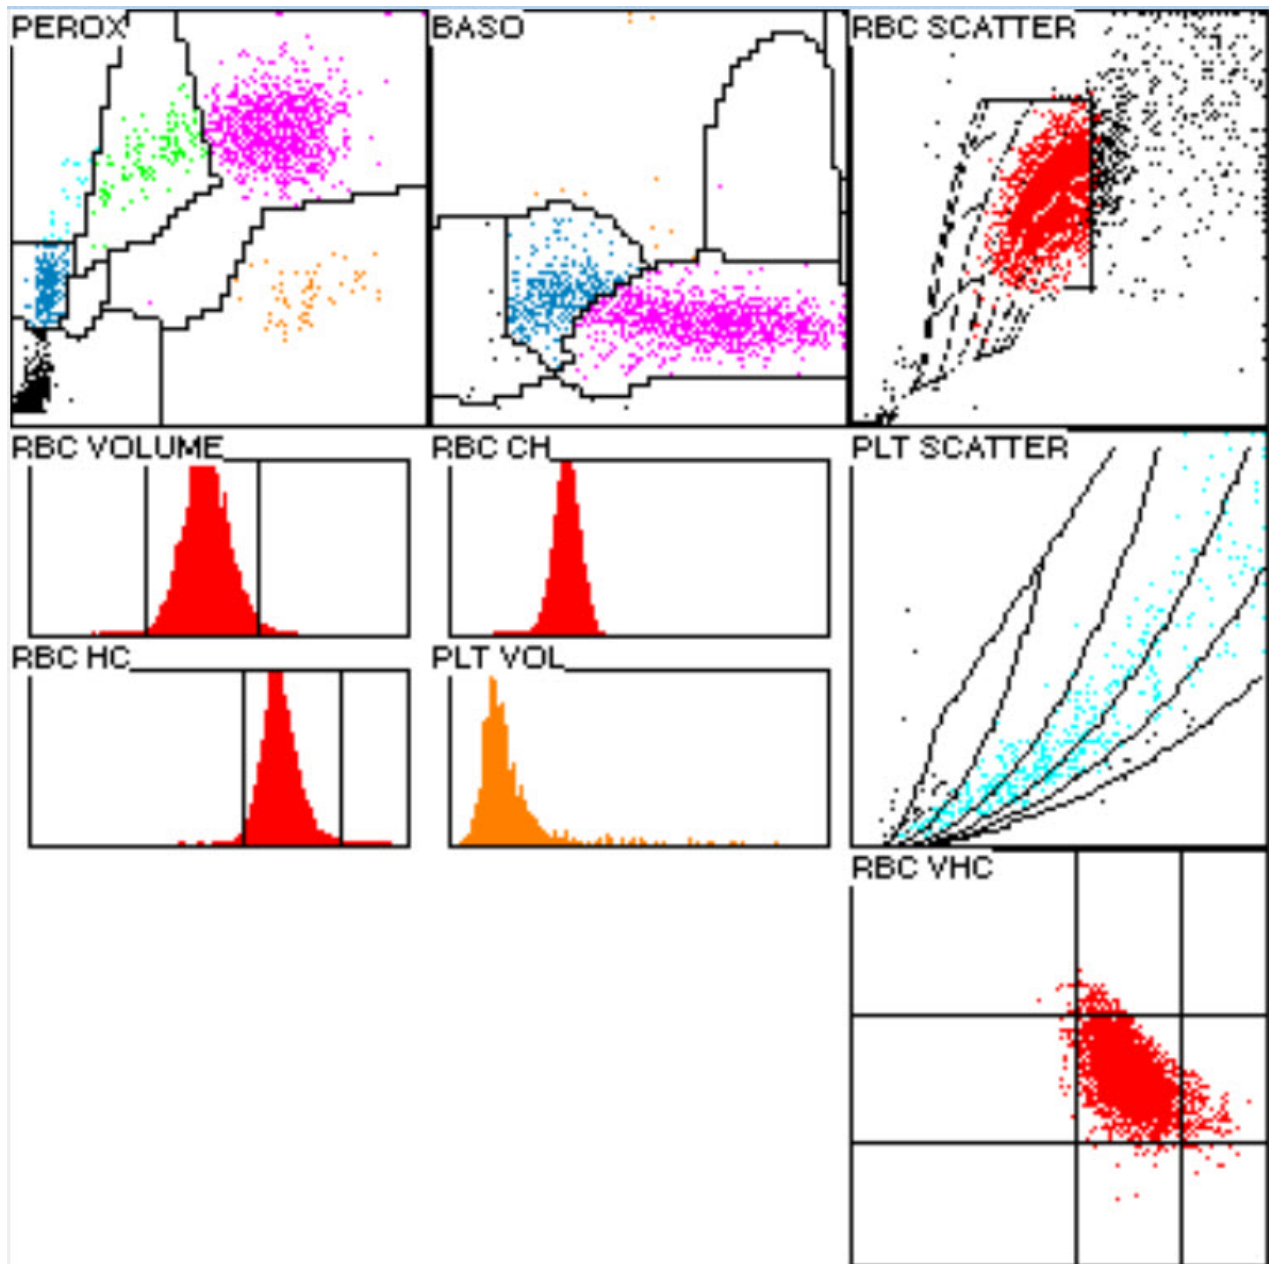 PEROX
BASO
RBC SCATTER
RBC VOLUME
RBC CH
PLT SCATTER
RBC HC
PLT VOL
RBC VHC